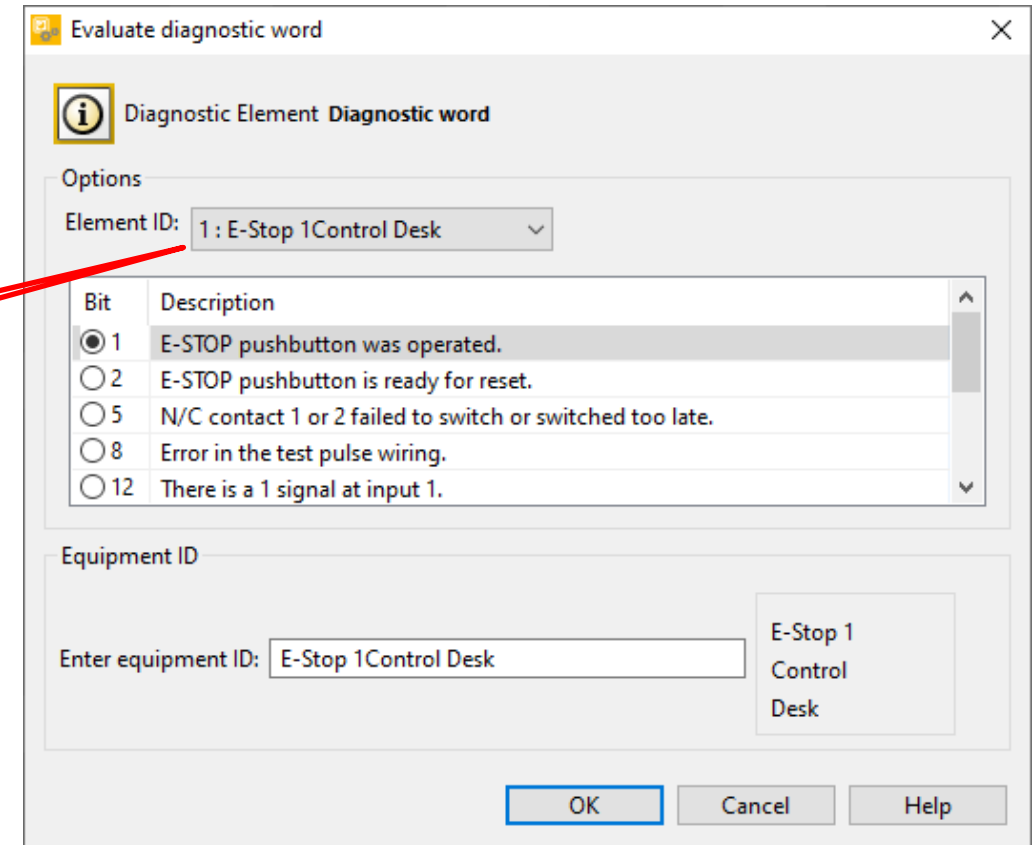 Evaluate diagnostic word
Diagnostic Element Diagnostic word
Options
Element ID: 1 : E-Stop 1Control Desk
Bit Description
1 E-STOP pushbutton was operated.
2 E-STOP pushbutton is ready for reset.
5 N/C contact 1 or 2 failed to switch or switched too late.
8 Error in the test pulse wiring.
12 There is a 1 signal at input 1.
Equipment ID
Enter equipment ID: E-Stop 1Control Desk
E-Stop 1
Control
Desk
OK Cancel Help